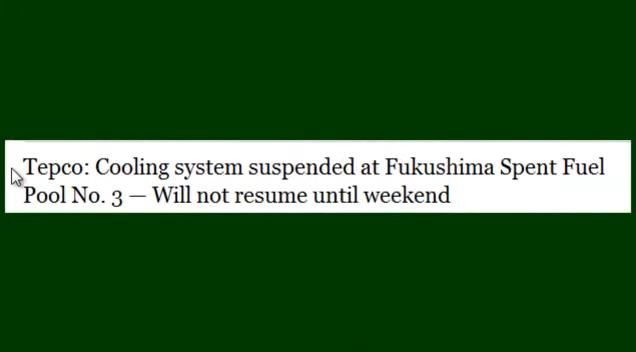 Tepco: Cooling system suspended at Fukushima Spent Fuel
Pool No. 3 — Will not resume until weekend